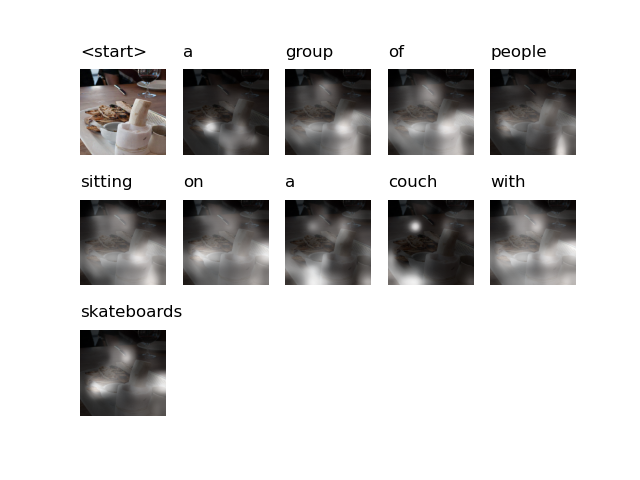 <start> a group of people
sitting on a couch with
skateboards